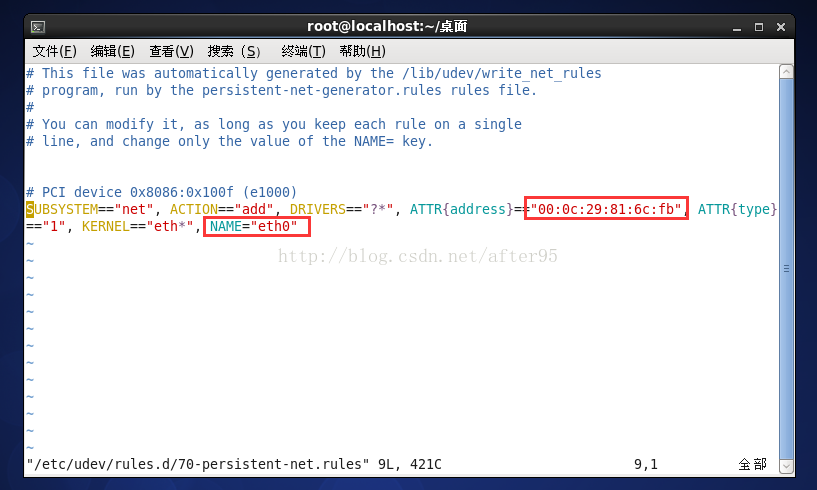 root@localhost:~/桌面
文件(F) 编辑(E) 查看(V) 搜索 (S) 终端(T) 帮助(H)
# This file was automatically generated by the /lib/udev/write_net_rules
# program, run by the persistent-net-generator.rules rules file.
#
# You can modify it, as long as you keep each rule on a single
# line, and change only the value of the NAME= key.
# PCI device 0x8086:0x100f (e1000)
SUBSYSTEM=="net", ACTION=="add", DRIVERS=="?*", ATTR{address}=="00:0c:29:81:6c:fb", ATTR{type}
=="1", KERNEL=="eth*", NAME="eth0"
~
~
http://blog.csdn.net/after95
~
~
~
~
~
~
~
~
~
~
~
"/etc/udev/rules.d/70-persistent-net.rules" 9L, 421C 9,1 全部